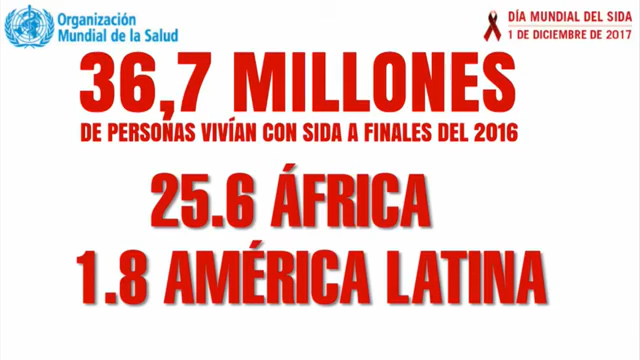 Organización
Mundial de la Salud
DÍA MUNDIAL DEL SIDA
1 DE DICIEMBRE DE 2017
36,7 MILLONES
DE PERSONAS VIVÍAN CON SIDA A FINALES DEL 2016
25.6 ÁFRICA
1.8 AMÉRICA LATINA